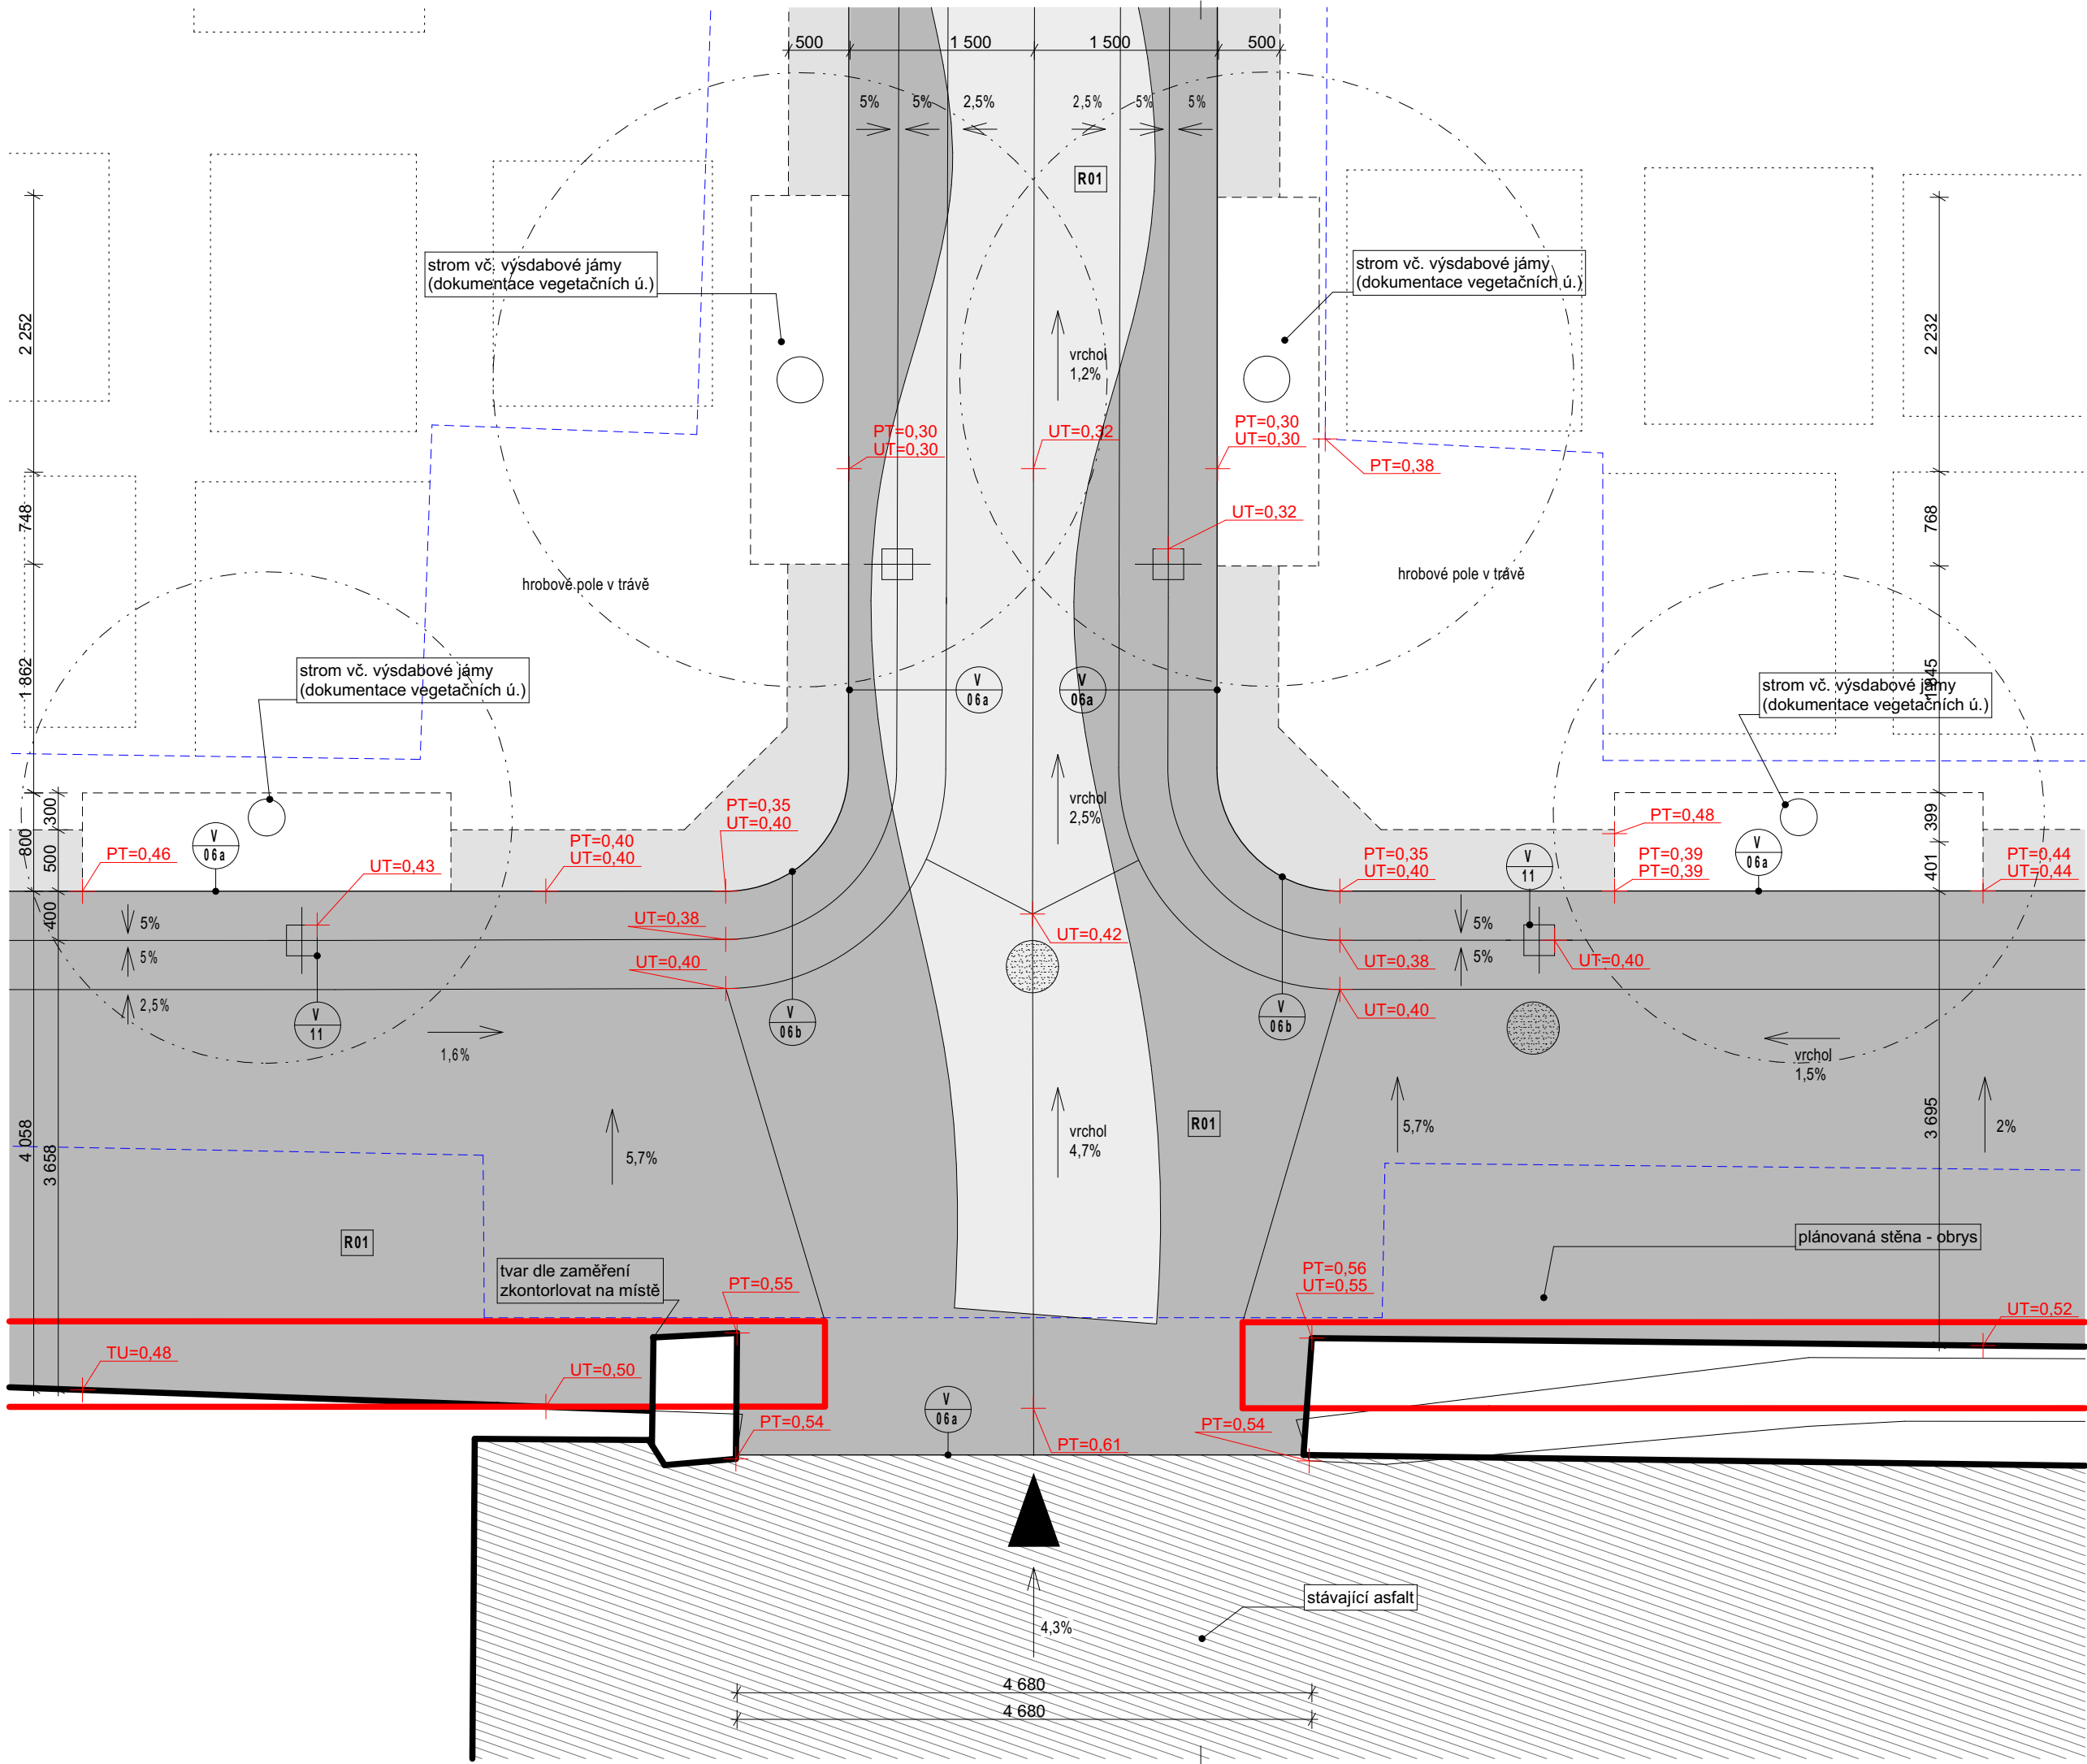 500
1 500
1 500
500
5%
5%
2,5%
2,5%
5%
5%
R01
strom vč. výsdabové jámy
(dokumentace vegetačních ú.)
strom vč. výsdabové jámy
(dokumentace vegetačních ú.)
2 252
2 232
vrchol
1,2%
PT=0,30
UT=0,30
UT=0,32
PT=0,30
UT=0,30
PT=0,38
748
768
UT=0,32
hrobové pole v trávě
hrobové pole v trávě
1 862
1 845
strom vč. výsdabové jámy
(dokumentace vegetačních ú.)
V
06a
V
06a
strom vč. výsdabové jámy
(dokumentace vegetačních ú.)
800
300
500
vrchol
2,5%
PT=0,35
UT=0,40
PT=0,48
399
401
V
06a
PT=0,46
UT=0,43
PT=0,40
UT=0,40
PT=0,35
UT=0,40
V
11
PT=0,39
PT=0,39
V
06a
PT=0,44
UT=0,44
400
5%
5%
2,5%
UT=0,38
UT=0,40
UT=0,42
5%
5%
UT=0,38
UT=0,40
UT=0,40
V
11
V
06b
V
06b
1,6%
vrchol
1,5%
4 058
3 658
5,7%
vrchol
4,7%
R01
5,7%
3 695
2%
R01
plánovaná stěna - obrys
tvar dle zaměření
zkontorlovat na místě
PT=0,55
PT=0,56
UT=0,55
UT=0,52
TU=0,48
UT=0,50
V
06a
PT=0,54
PT=0,61
PT=0,54
stávající asfalt
4,3%
4 680
4 680